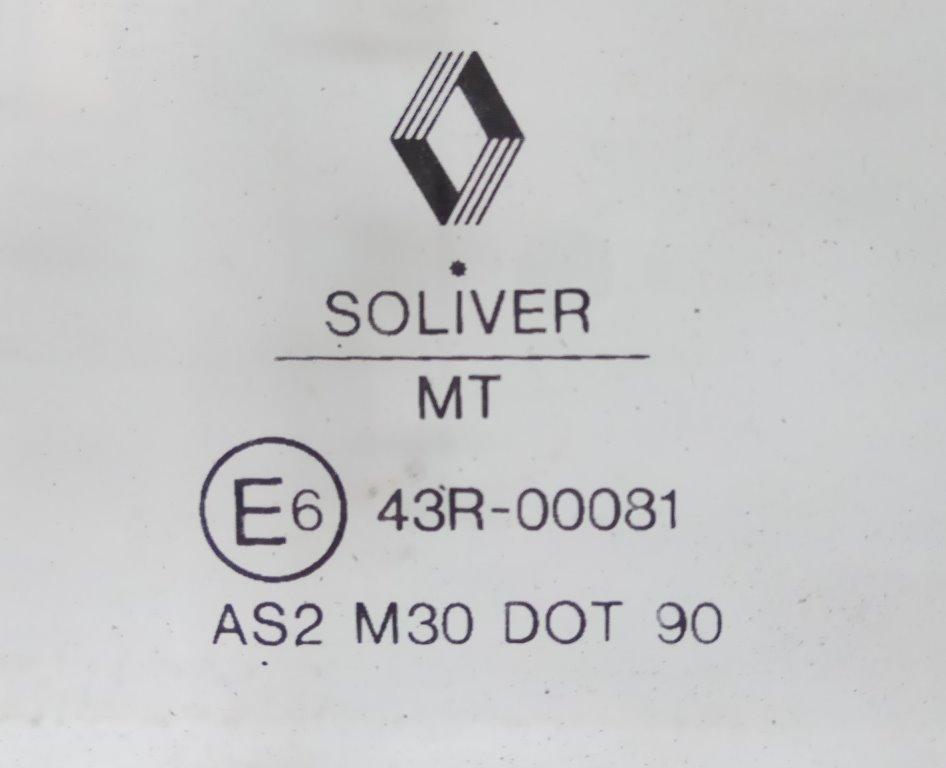 SOLIVER
MT
E6 43R-00081
AS2 M30 DOT 90